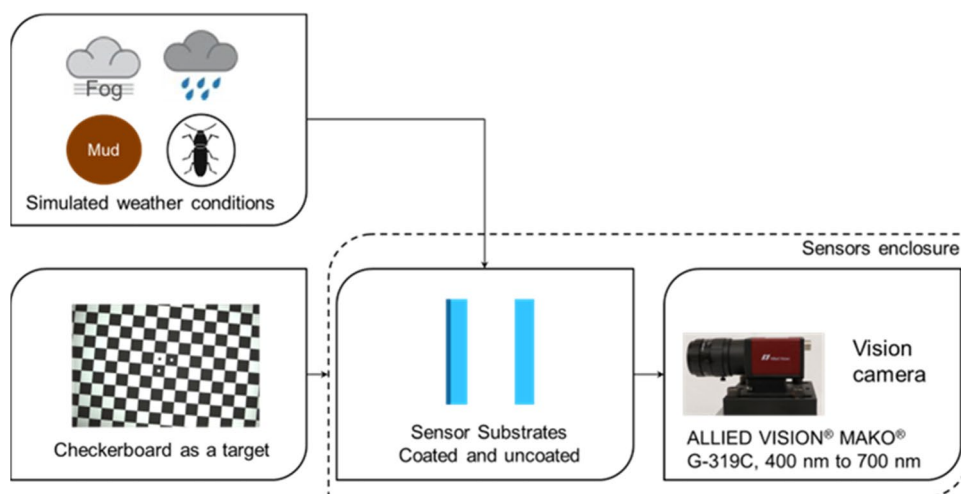 Fog
Mud
Simulated weather conditions
Sensors enclosure
Checkerboard as a target
Sensor Substrates
Coated and uncoated
Vision
camera
ALLIED VISION® MAKO®
G-319C, 400 nm to 700 nm